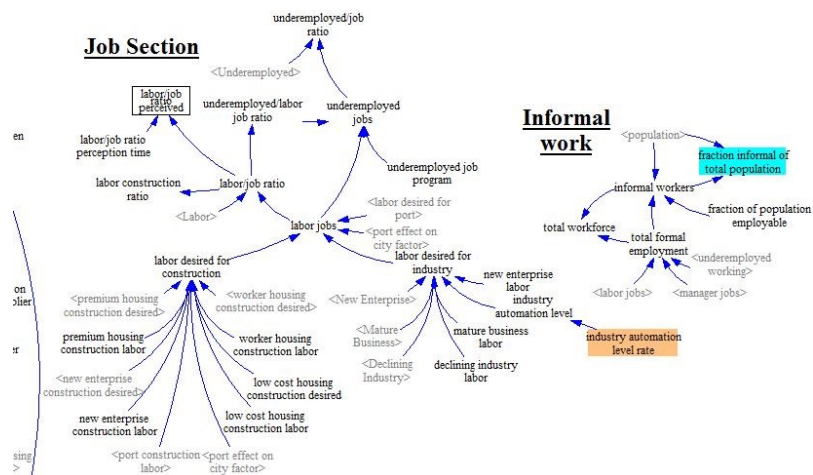 Job Section
underemployed/job
ratio
<Underemployed>
labor/job
ratio
perceived
underemployed/labor
job ratio
underemployed
jobs
labor/job ratio
perception time
underemployed job
program
labor construction
ratio
labor/job ratio
<Labor>
labor jobs
<labor desired for
port>
<port effect on
city factor>
labor desired for
construction
labor desired for
industry
<premium housing
construction desired>
<worker housing
construction desired>
<New Enterprise>
new enterprise
labor
industry
automation level
premium housing
construction labor
worker housing
construction labor
<Mature
Business>
mature business
labor
industry automation
level rate
<new enterprise
construction desired>
low cost housing
construction desired
<Declining
Industry>
declining industry
labor
new enterprise
construction labor
low cost housing
construction labor
<port construction
labor>
<port effect on
city factor>
Informal
work
<population>
fraction informal of
total population
informal workers
fraction of population
employable
total workforce
total formal
employment
<underemployed
working>
<labor jobs>
<manager jobs>